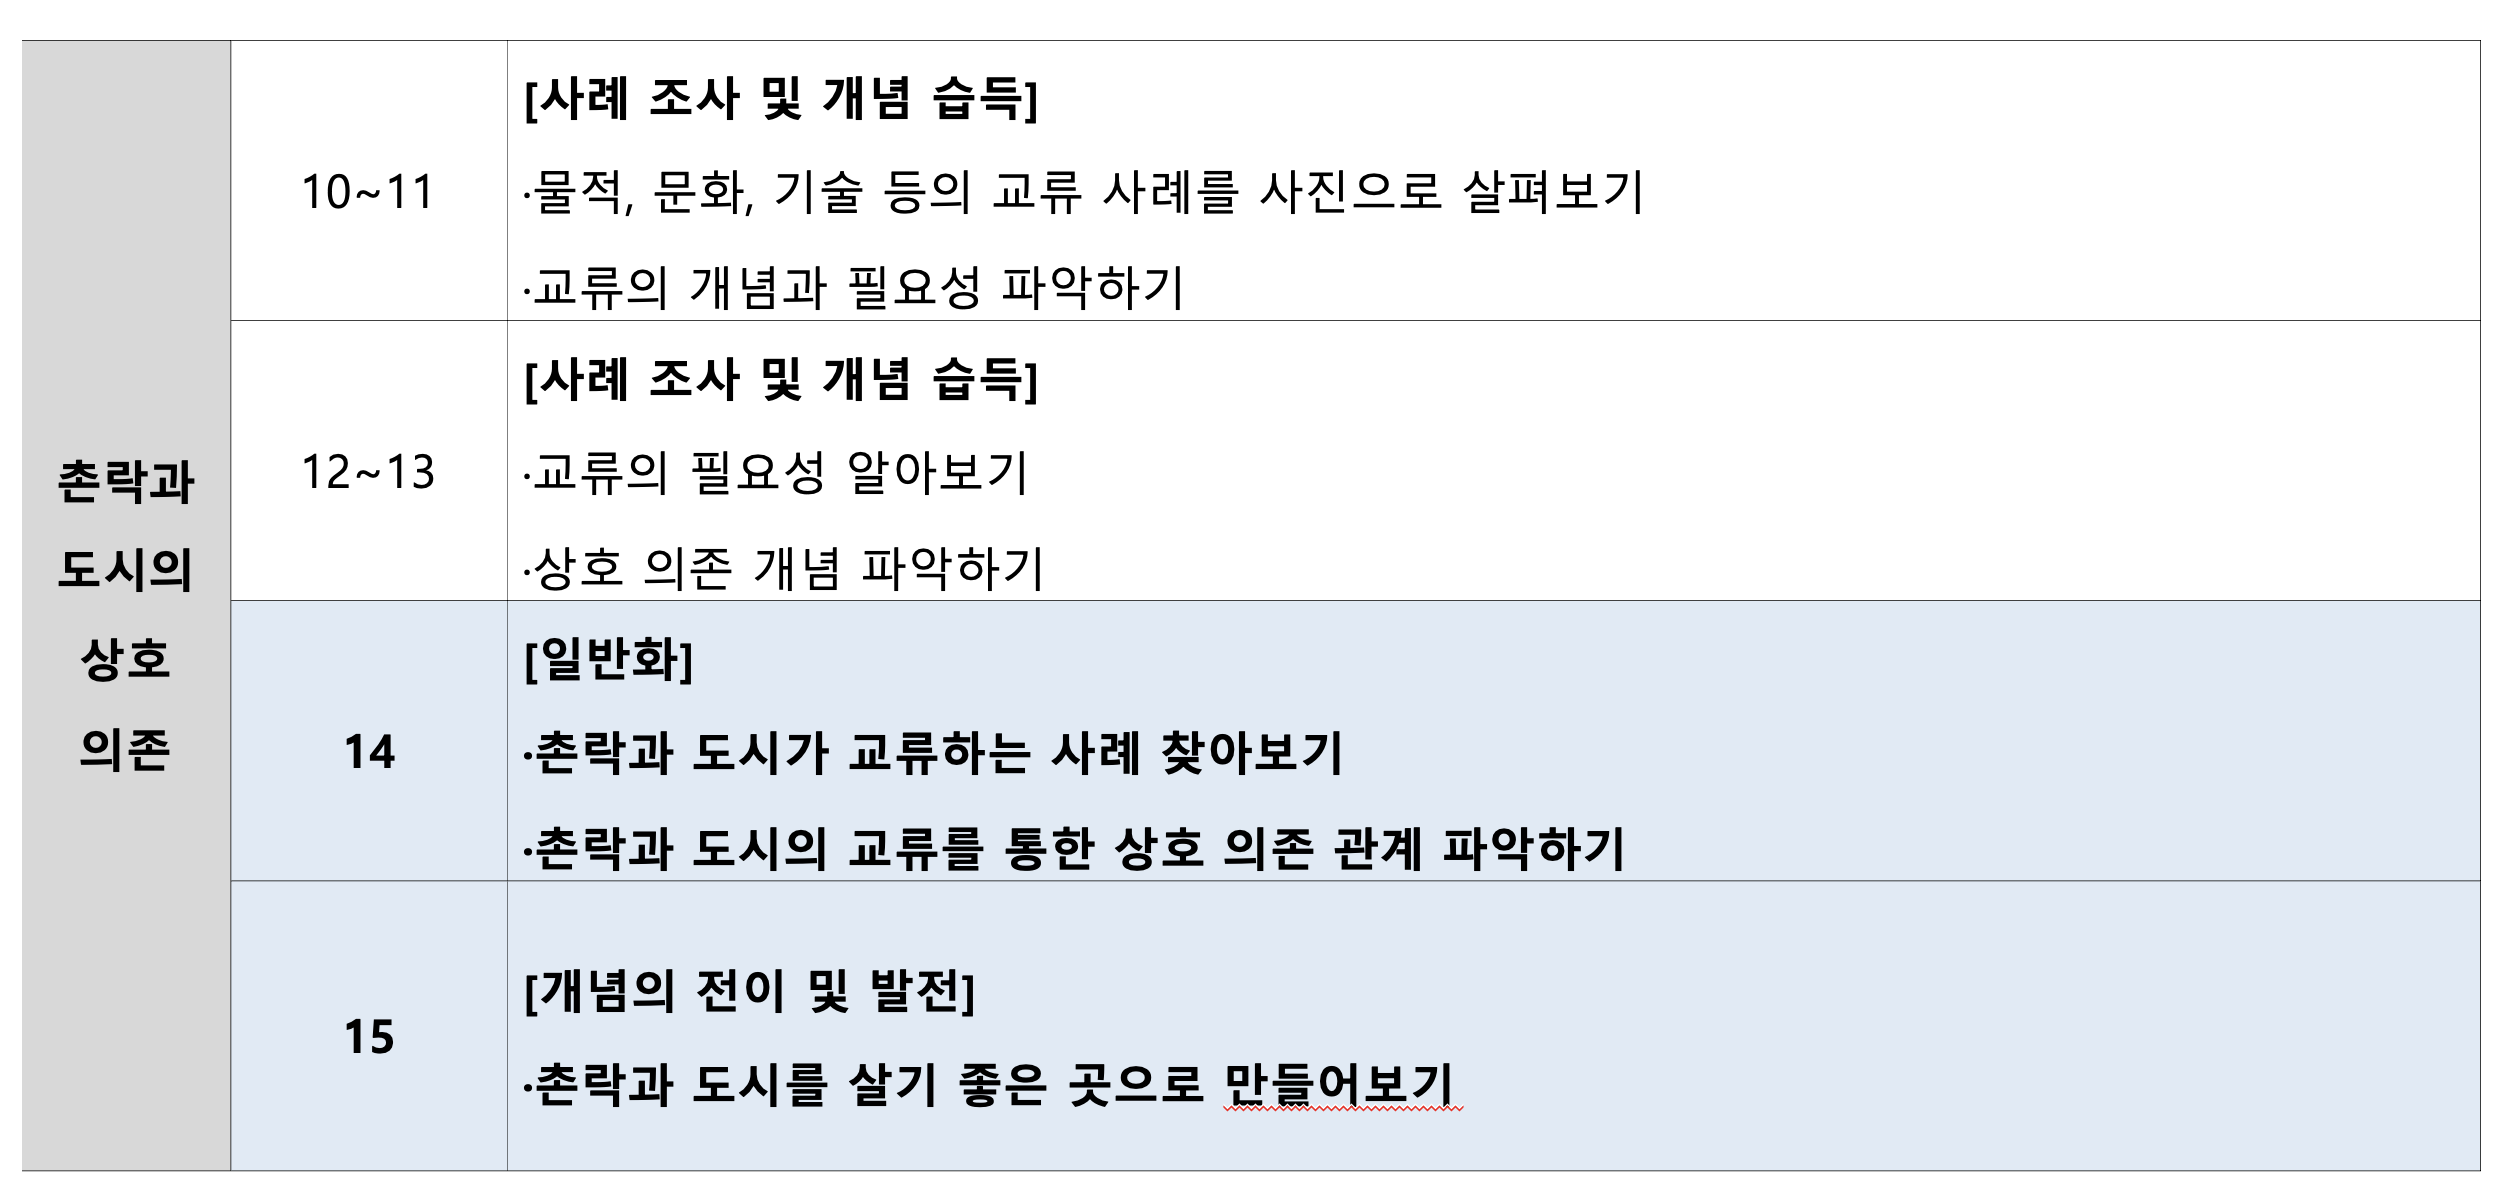 촌락과
도시의
상호
의존
10~11
[사례 조사 및 개념 습득]
·물적, 문화, 기술 등의 교류 사례를 사진으로 살펴보기
·교류의 개념과 필요성 파악하기
12~13
[사례 조사 및 개념 습득]
·교류의 필요성 알아보기
·상호 의존 개념 파악하기
14
[일반화]
·촌락과 도시가 교류하는 사례 찾아보기
·촌락과 도시의 교류를 통한 상호 의존 관계 파악하기
15
[개념의 전이 및 발전]
·촌락과 도시를 살기 좋은 곳으로 만들어보기